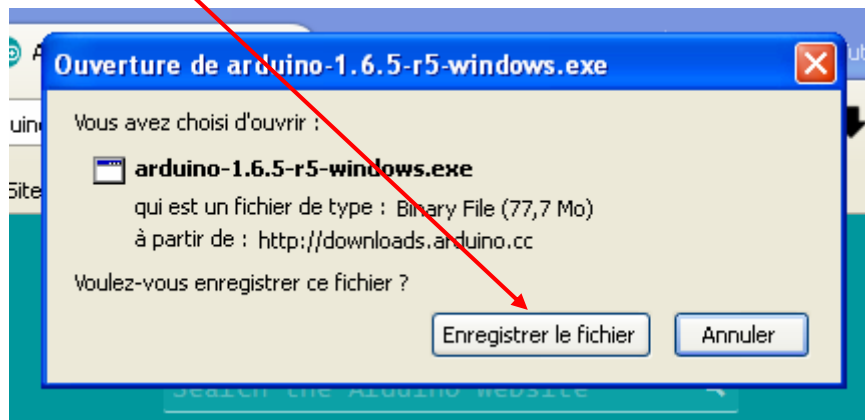 Ouverture de arduino-1.6.5-r5-windows.exe
Vous avez choisi d'ouvrir :
arduino-1.6.5-r5-windows.exe
qui est un fichier de type : Binary File (77,7 Mo)
à partir de : http://downloads.arduino.cc
Voulez-vous enregistrer ce fichier ?
Enregistrer le fichier
Annuler
Search the Arduino Website